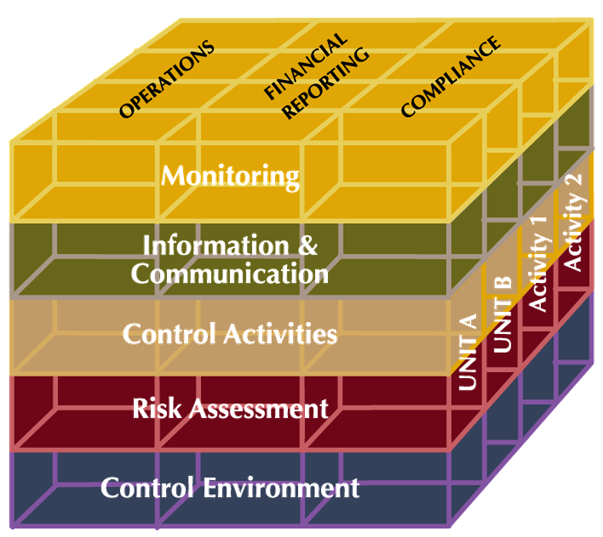 OPERATIONS
FINANCIAL
REPORTING
COMPLIANCE
Monitoring
Information &
Communication
Control Activities
Risk Assessment
Control Environment
UNIT A
UNIT B
Activity 1
Activity 2